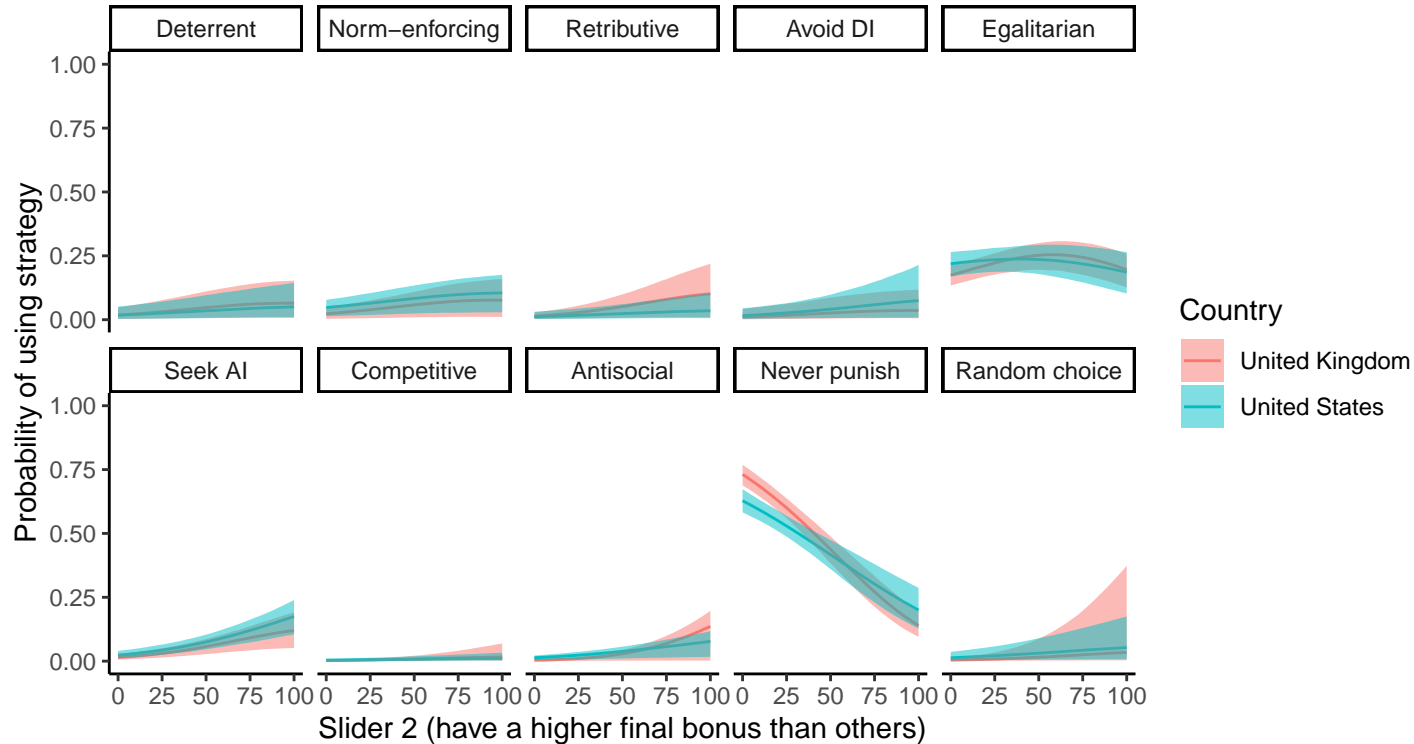 Deterrent Norm−enforcing Retributive Avoid DI Egalitarian
1.00
0.75
0.50
0.25
0.00
Seek AI Competitive Antisocial Never punish Random choice
1.00
0.75
0.50
0.25
0.00
0 25 50 75 100 0 25 50 75 100 0 25 50 75 100 0 25 50 75 100 0 25 50 75 100
Slider 2 (have a higher final bonus than others)
Probability of using strategy
Country
United Kingdom
United States